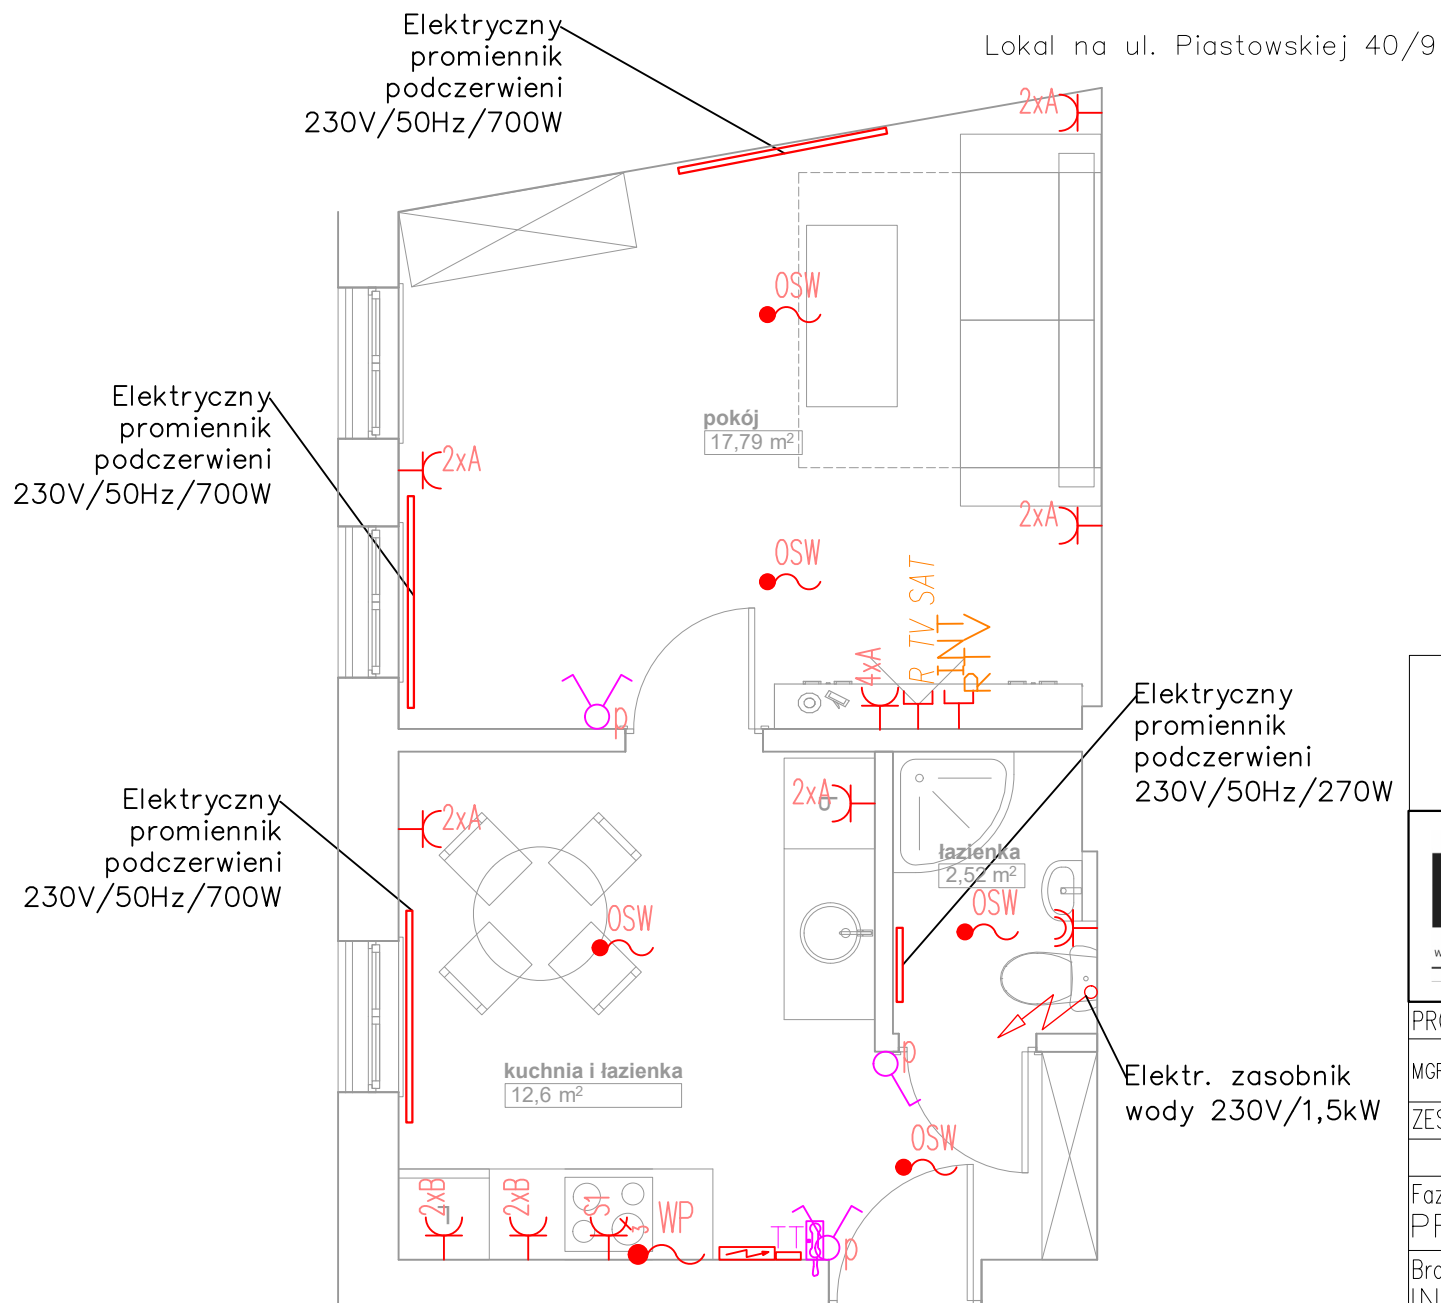 Lokal na ul. Piastowskiej 40/9
Elektryczny
promiennik
podczerwieni
230V/50Hz/700W
2xA
OSW
pokój
17,79 m²
Elektryczny
promiennik
podczerwieni
230V/50Hz/700W
2xA
2xA
OSW
4xA
R TV SAT
INT
RTV
p
Elektryczny
promiennik
podczerwieni
230V/50Hz/270W
Elektryczny
promiennik
podczerwieni
230V/50Hz/700W
2xA
2xA
łazienka
2,52 m²
OSW
OSW
p
kuchnia i łazienka
12,6 m²
Elektr. zasobnik
wody 230V/1,5kW
OSW
2xB
2xB
S1
3
WP
TT
p
w
PRO
MGR
ZES
Faz
Bra